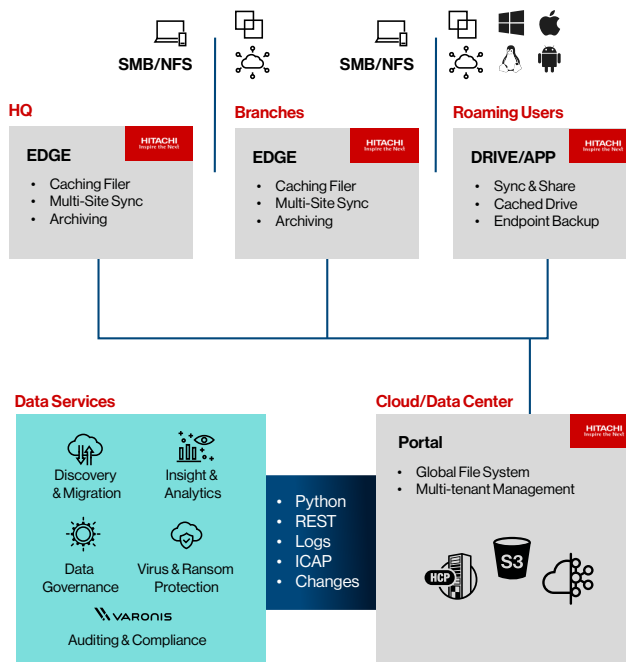 SMB/NFS
SMB/NFS
HQ
HITACHI
Inspire the Next
EDGE
• Caching Filer
• Multi-Site Sync
• Archiving
Branches
HITACHI
Inspire the Next
EDGE
• Caching Filer
• Multi-Site Sync
• Archiving
Roaming Users
HITACHI
Inspire the Next
DRIVE/APP
• Sync & Share
• Cached Drive
• Endpoint Backup
Data Services
Discovery
& Migration
Insight &
Analytics
Data
Governance
Virus & Ransom
Protection
VARONIS
Auditing & Compliance
• Python
• REST
• Logs
• ICAP
• Changes
Cloud/Data Center
HITACHI
Inspire the Next
Portal
• Global File System
• Multi-tenant Management
HCP
S3